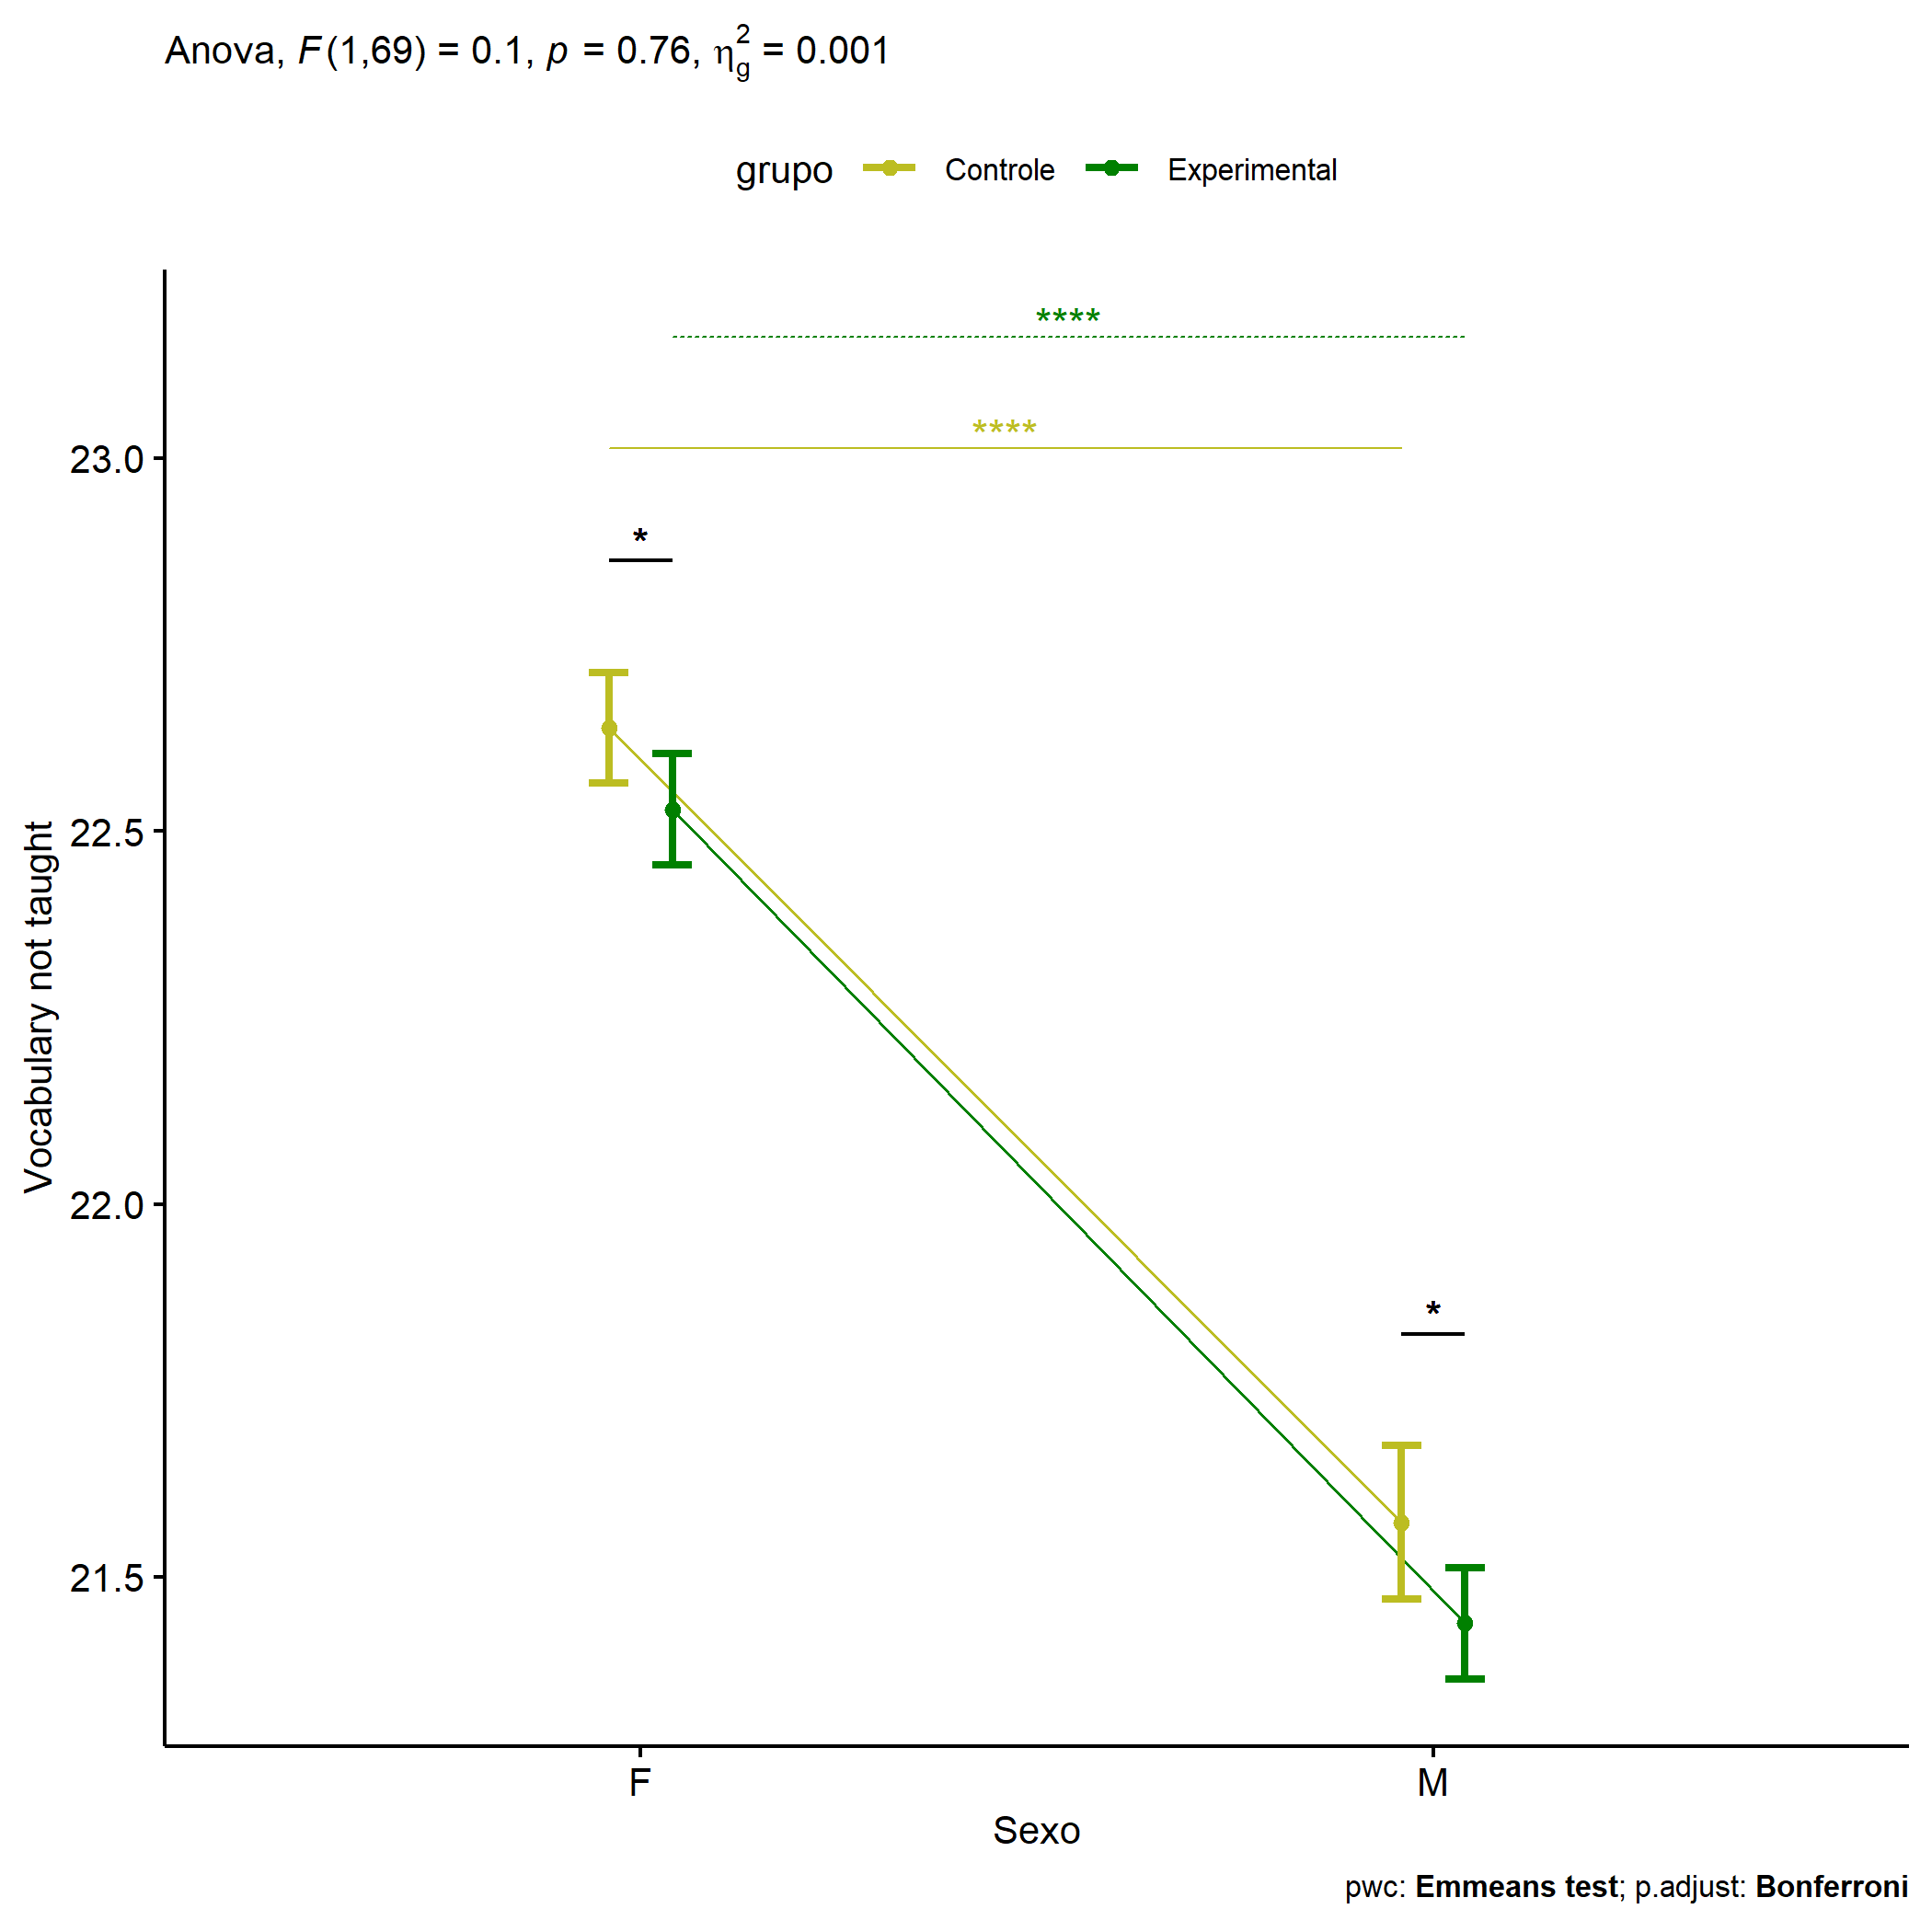 Anova, F(1,69) = 0.1, p = 0.76, η²g = 0.001
grupo Controle Experimental
****
****
*
*
23.0
22.5
22.0
21.5
Vocabulary not taught
F M
Sexo
pwc: Emmeans test; p.adjust: Bonferroni